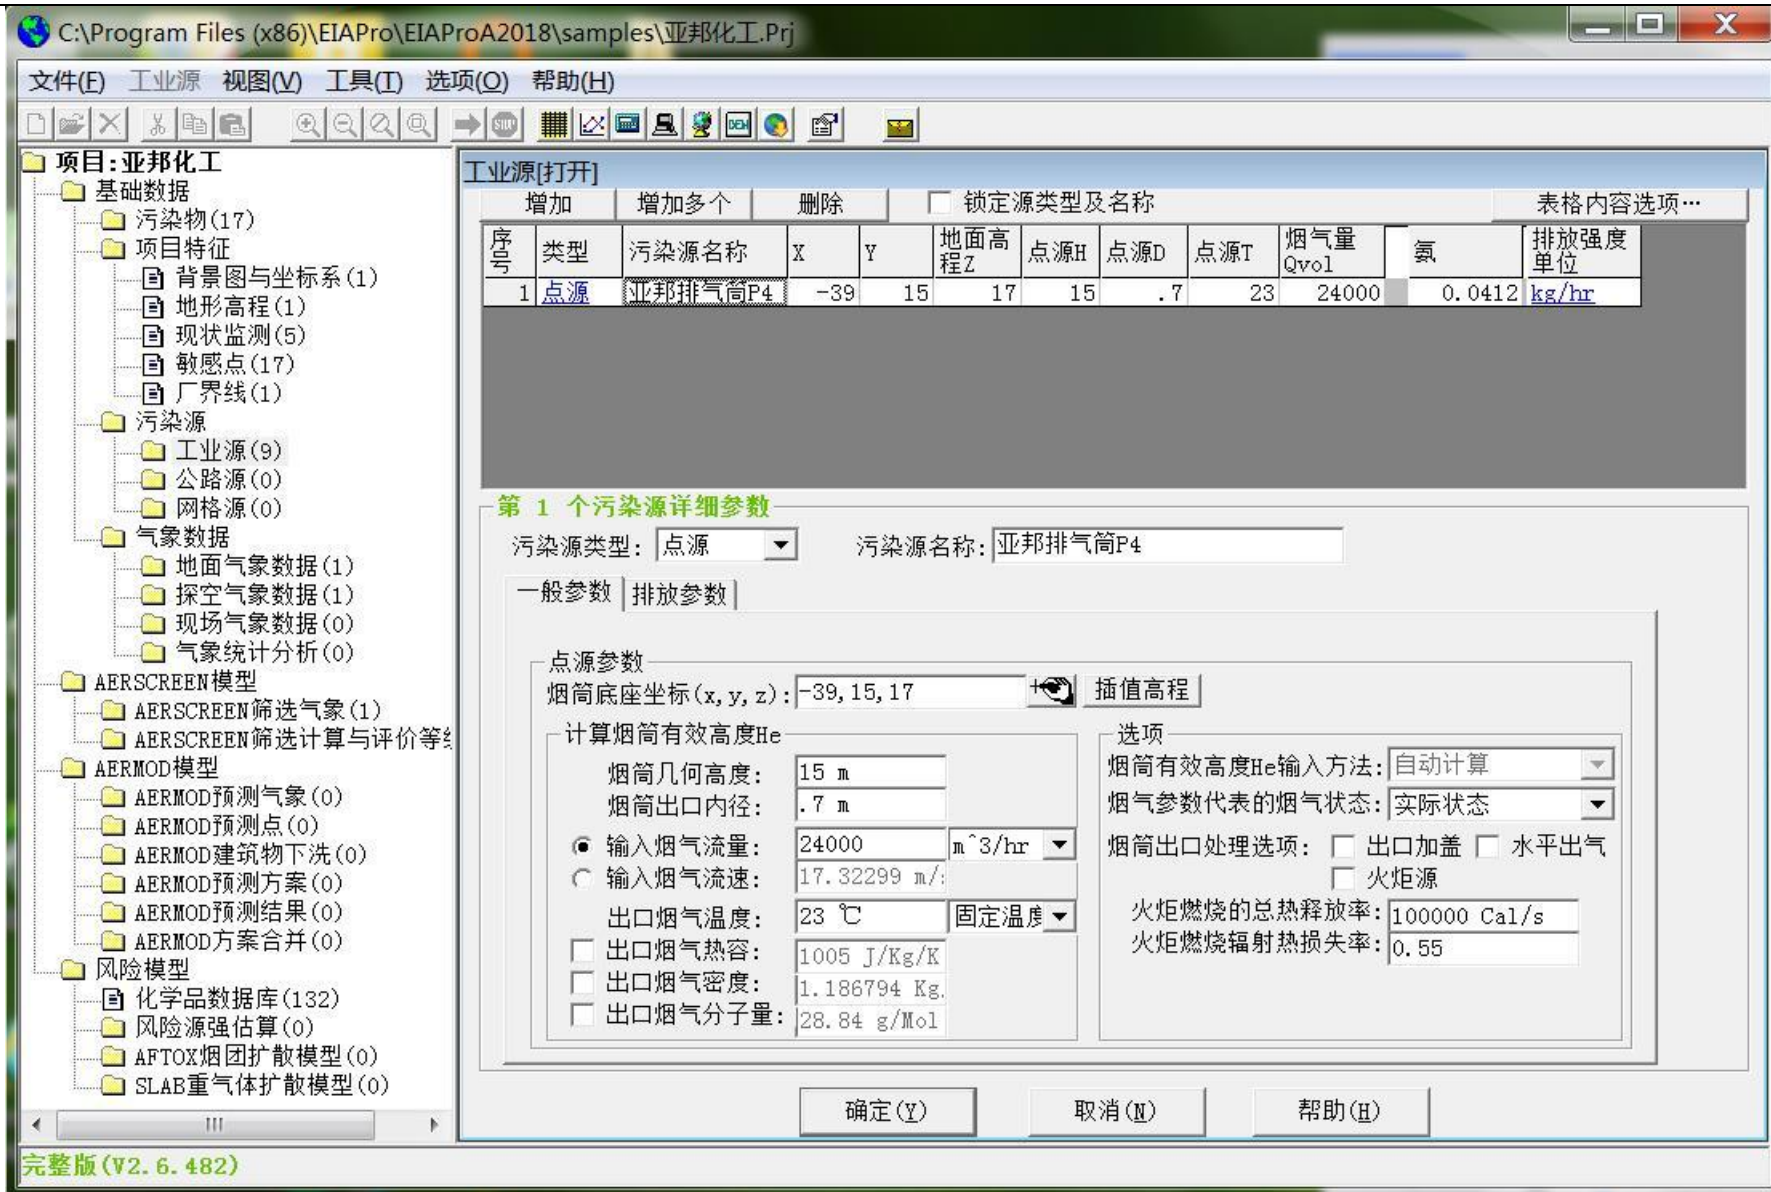 C:\Program Files (x86)\EIAPro\EIAProA2018\samples\亚邦化工.Prj
文件(F) 工业源 视图(V) 工具(T) 选项(O) 帮助(H)
项目:亚邦化工
基础数据
污染物(17)
项目特征
背景图与坐标系(1)
地形高程(1)
现状监测(5)
敏感点(17)
厂界线(1)
污染源
工业源(9)
公路源(0)
网格源(0)
气象数据
地面气象数据(1)
探空气象数据(1)
现场气象数据(0)
气象统计分析(0)
AERSCREEN模型
AERSCREEN筛选气象(1)
AERSCREEN筛选计算与评价等
AERMOD模型
AERMOD预测气象(0)
AERMOD预测点(0)
AERMOD建筑物下洗(0)
AERMOD预测方案(0)
AERMOD预测结果(0)
AERMOD方案合并(0)
风险模型
化学品数据库(132)
风险源强估算(0)
AFTOX烟团扩散模型(0)
SLAB重气体扩散模型(0)
工业源[打开]
增加 增加多个 删除 锁定源类型及名称 表格内容选项…
序号 类型 污染源名称 X Y 地面高程Z 点源H 点源D 点源T 烟气量Qvol 氨 排放强度单位
1 点源 亚邦排气筒P4 -39 15 17 15 .7 23 24000 0.0412 kg/hr
第 1 个污染源详细参数
污染源类型: 点源 污染源名称: 亚邦排气筒P4
一般参数 排放参数
点源参数
烟筒底座坐标(x,y,z): -39,15,17 插值高程
计算烟筒有效高度He
烟筒几何高度: 15 m
烟筒出口内径: .7 m
输入烟气流量: 24000 m^3/hr
输入烟气流速: 17.32299 m/
出口烟气温度: 23 ℃ 固定温度
出口烟气热容: 1005 J/Kg/K
出口烟气密度: 1.186794 Kg
出口烟气分子量: 28.84 g/Mol
选项
烟筒有效高度He输入方法: 自动计算
烟气参数代表的烟气状态: 实际状态
烟筒出口处理选项: 出口加盖 水平出气
火炬源
火炬燃烧的总热释放率: 100000 Cal/s
火炬燃烧辐射热损失率: 0.55
确定(Y) 取消(N) 帮助(H)
完整版(V2.6.482)